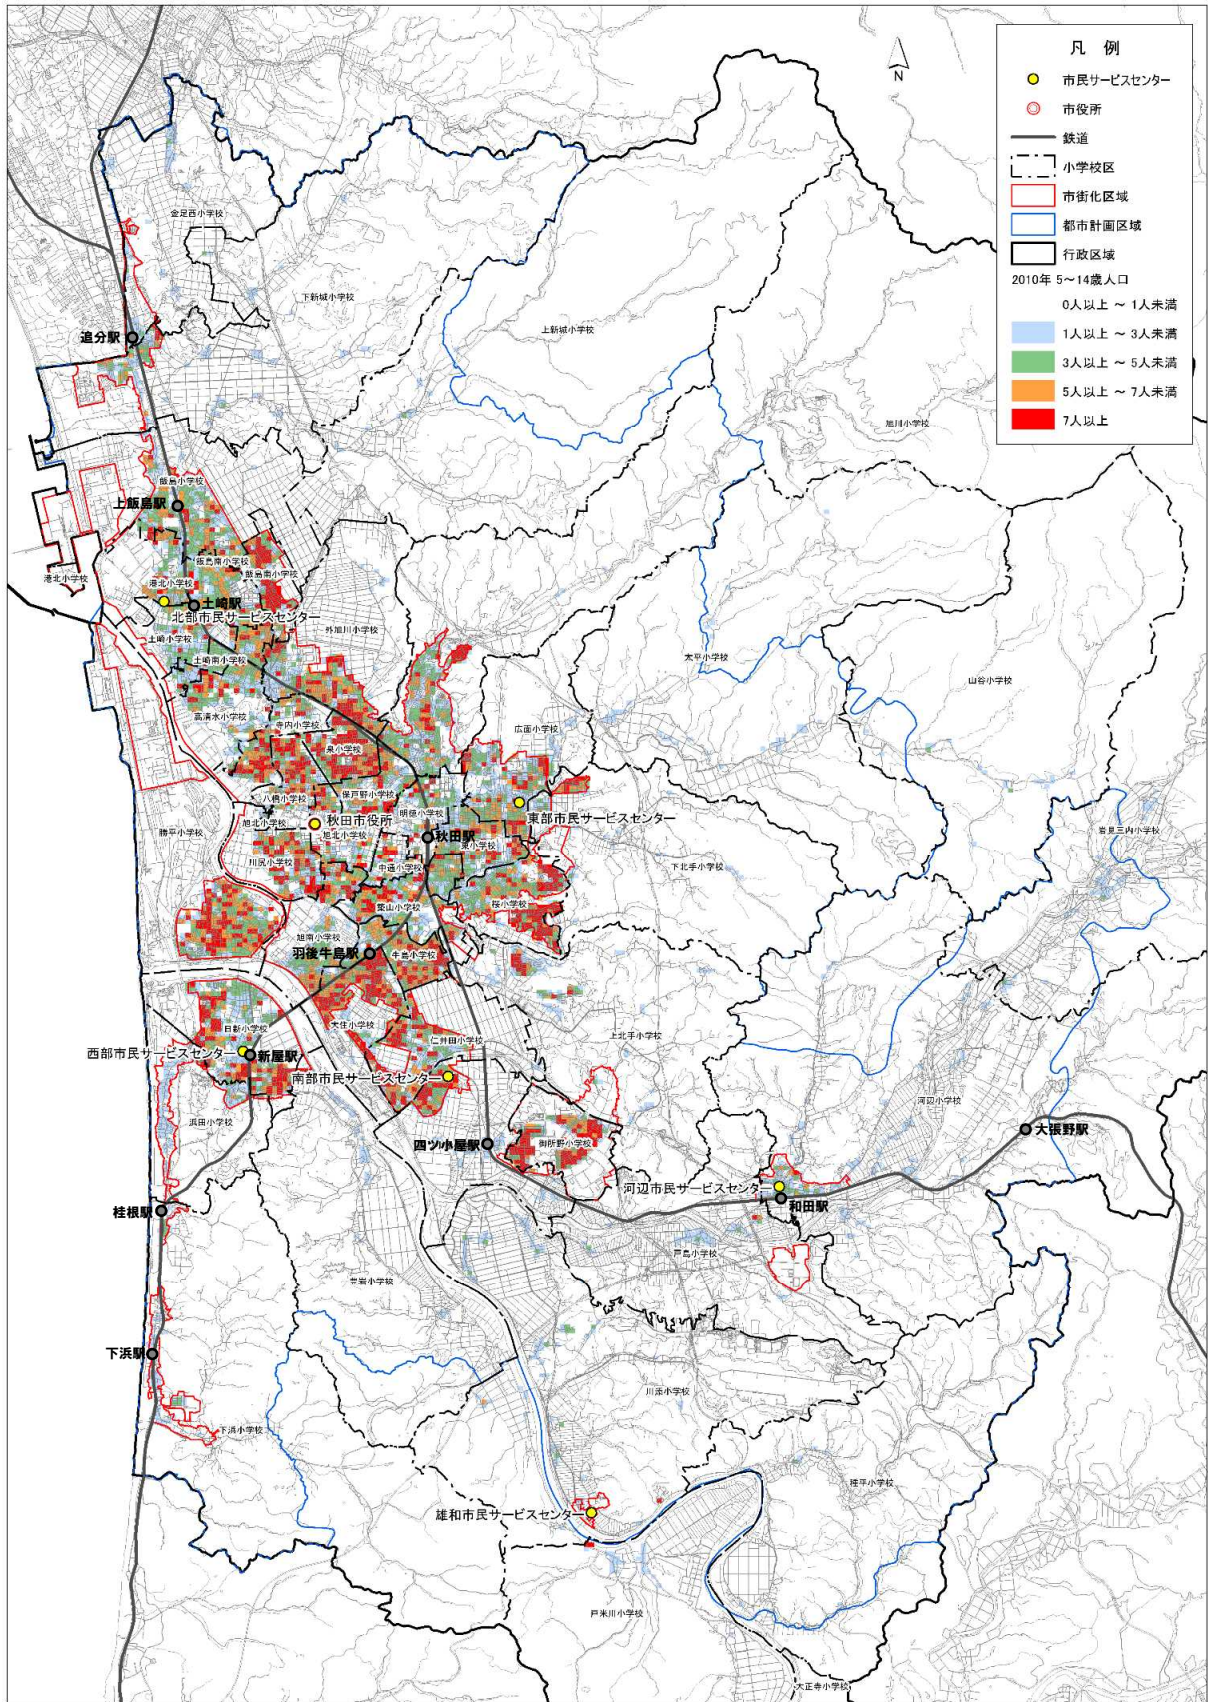 凡 例
市民サービスセンター
市役所
鉄道
小学校区
市街化区域
都市計画区域
行政区域
2010年 5～14歳人口
0人以上 ～ 1人未満
1人以上 ～ 3人未満
3人以上 ～ 5人未満
5人以上 ～ 7人未満
7人以上
N
金足西小学校
下新城小学校
追分駅
上新城小学校
旭川小学校
飯島小学校
上飯島駅
飯島南小学校
飯島南小学校
港北小学校
港北小学校
土崎駅
北部市民サービスセンター
外旭川小学校
土崎小学校
土崎南小学校
太平小学校
山谷小学校
高清水小学校
寺内小学校
広面小学校
泉小学校
八橋小学校
保戸野小学校
明徳小学校
東部市民サービスセンター
勝平小学校
旭北小学校
秋田市役所
旭北小学校
秋田駅
東小学校
岩見三内小学校
川尻小学校
中通小学校
下北手小学校
築山小学校
桜小学校
旭南小学校
羽後牛島駅
牛島小学校
日新小学校
大住小学校
仁井田小学校
上北手小学校
西部市民サービスセンター
新屋駅
南部市民サービスセンター
河辺小学校
浜田小学校
四ツ小屋駅
御所野小学校
大張野駅
河辺市民サービスセンター
和田駅
桂根駅
戸島小学校
豊岩小学校
下浜駅
川添小学校
下浜小学校
種平小学校
雄和市民サービスセンター
戸米川小学校
大正寺小学校